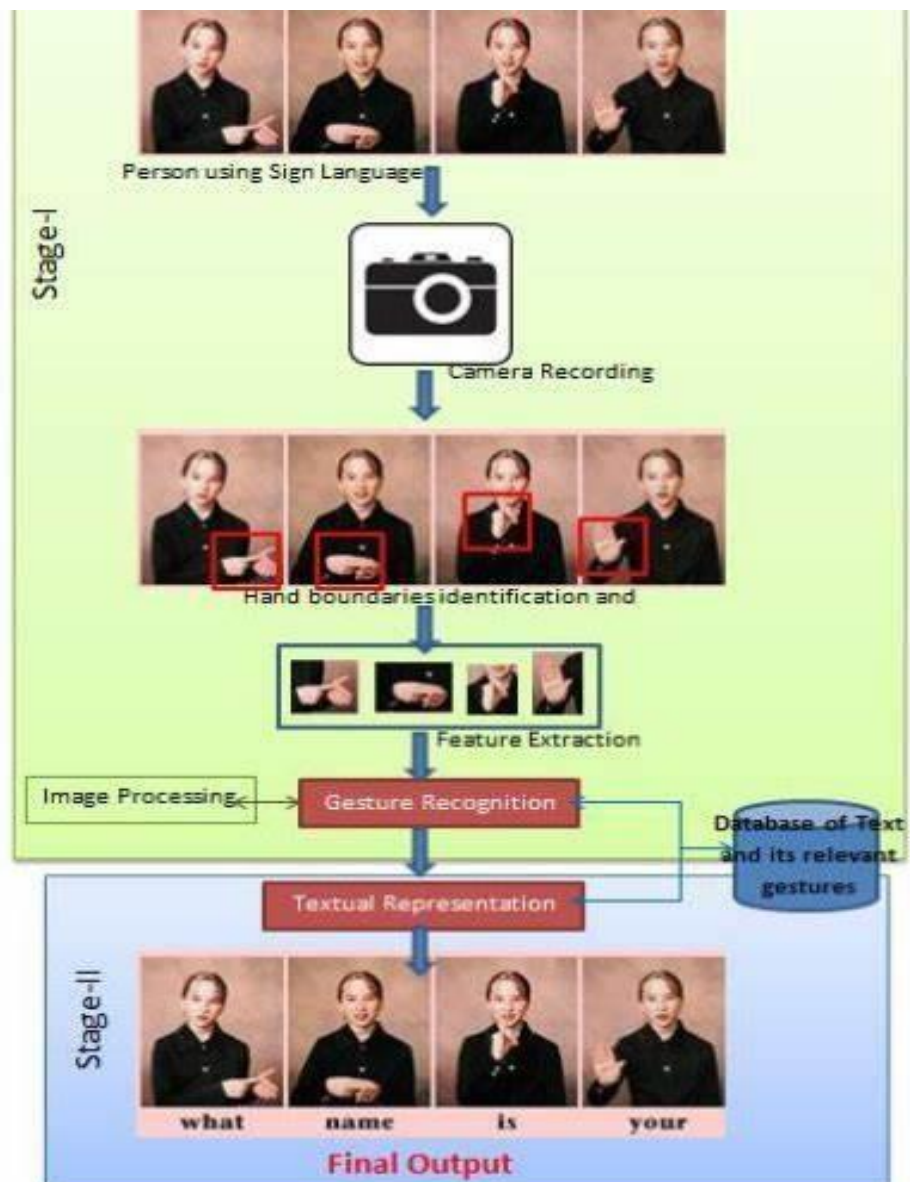 Person using Sign Language
Stage-I
Camera Recording
Hand boundaries identification and
Feature Extraction
Image Processing
Gesture Recognition
Database of Text
and its relevant
gestures
Textual Representation
Stage-II
what name is your
Final Output